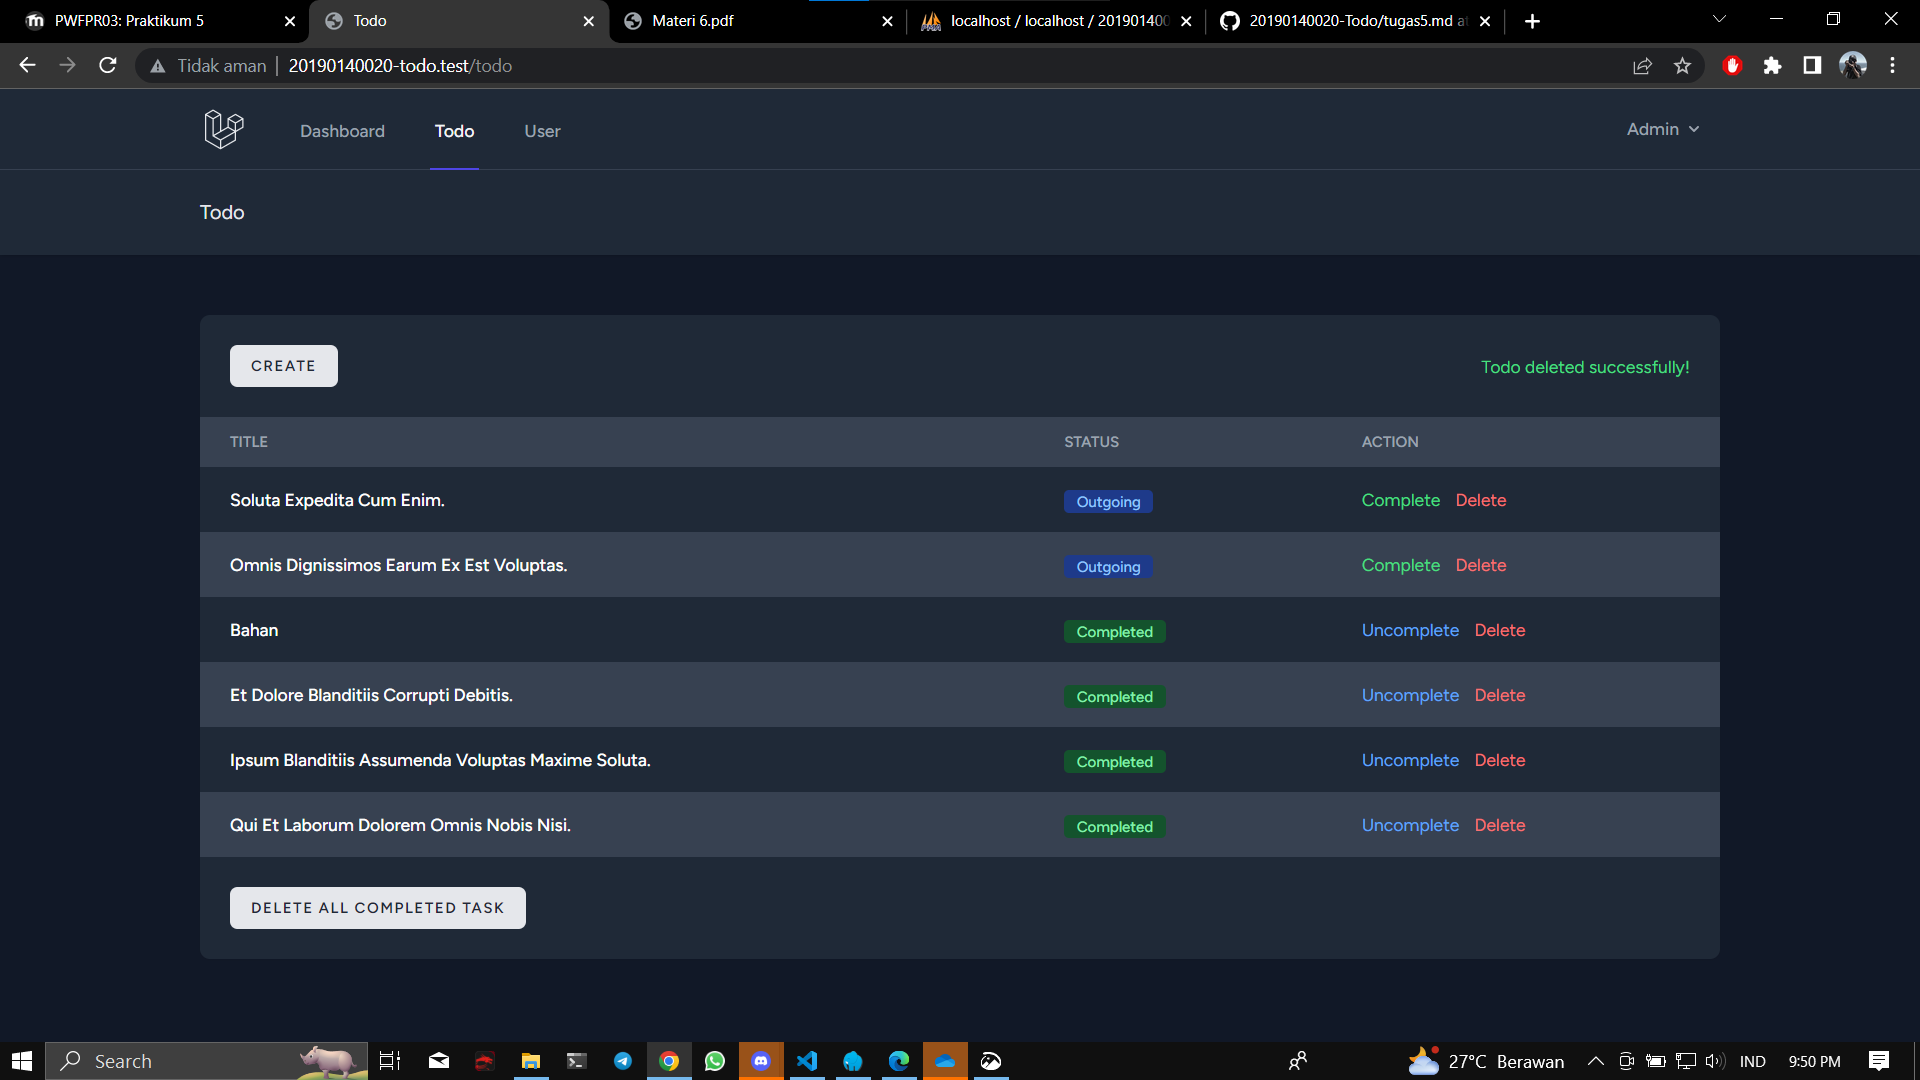 PWFPR03: Praktikum 5
Todo
Materi 6.pdf
localhost / localhost / 201901400
20190140020-Todo/tugas5.md a
Tidak aman
20190140020-todo.test/todo
Dashboard
Todo
User
Admin
Todo
CREATE
Todo deleted successfully!
TITLE STATUS ACTION
Soluta Expedita Cum Enim. Outgoing Complete Delete
Omnis Dignissimos Earum Ex Est Voluptas. Outgoing Complete Delete
Bahan Completed Uncomplete Delete
Et Dolore Blanditiis Corrupti Debitis. Completed Uncomplete Delete
Ipsum Blanditiis Assumenda Voluptas Maxime Soluta. Completed Uncomplete Delete
Qui Et Laborum Dolorem Omnis Nobis Nisi. Completed Uncomplete Delete
DELETE ALL COMPLETED TASK
Search
27°C Berawan
IND
9:50 PM